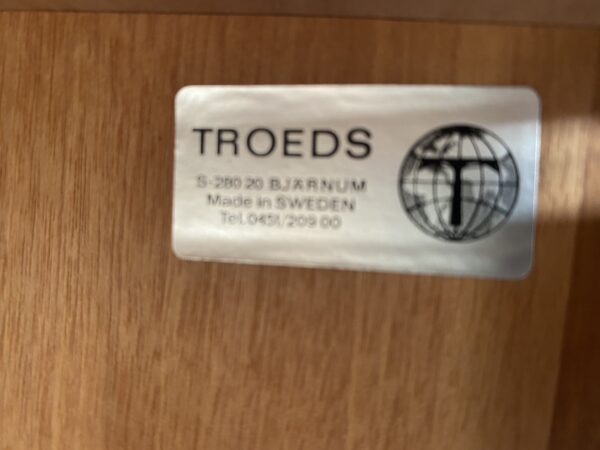 TROEDS
S-280 20 BJÄRNUM
Made in SWEDEN
Tel. 0451/209 00
T